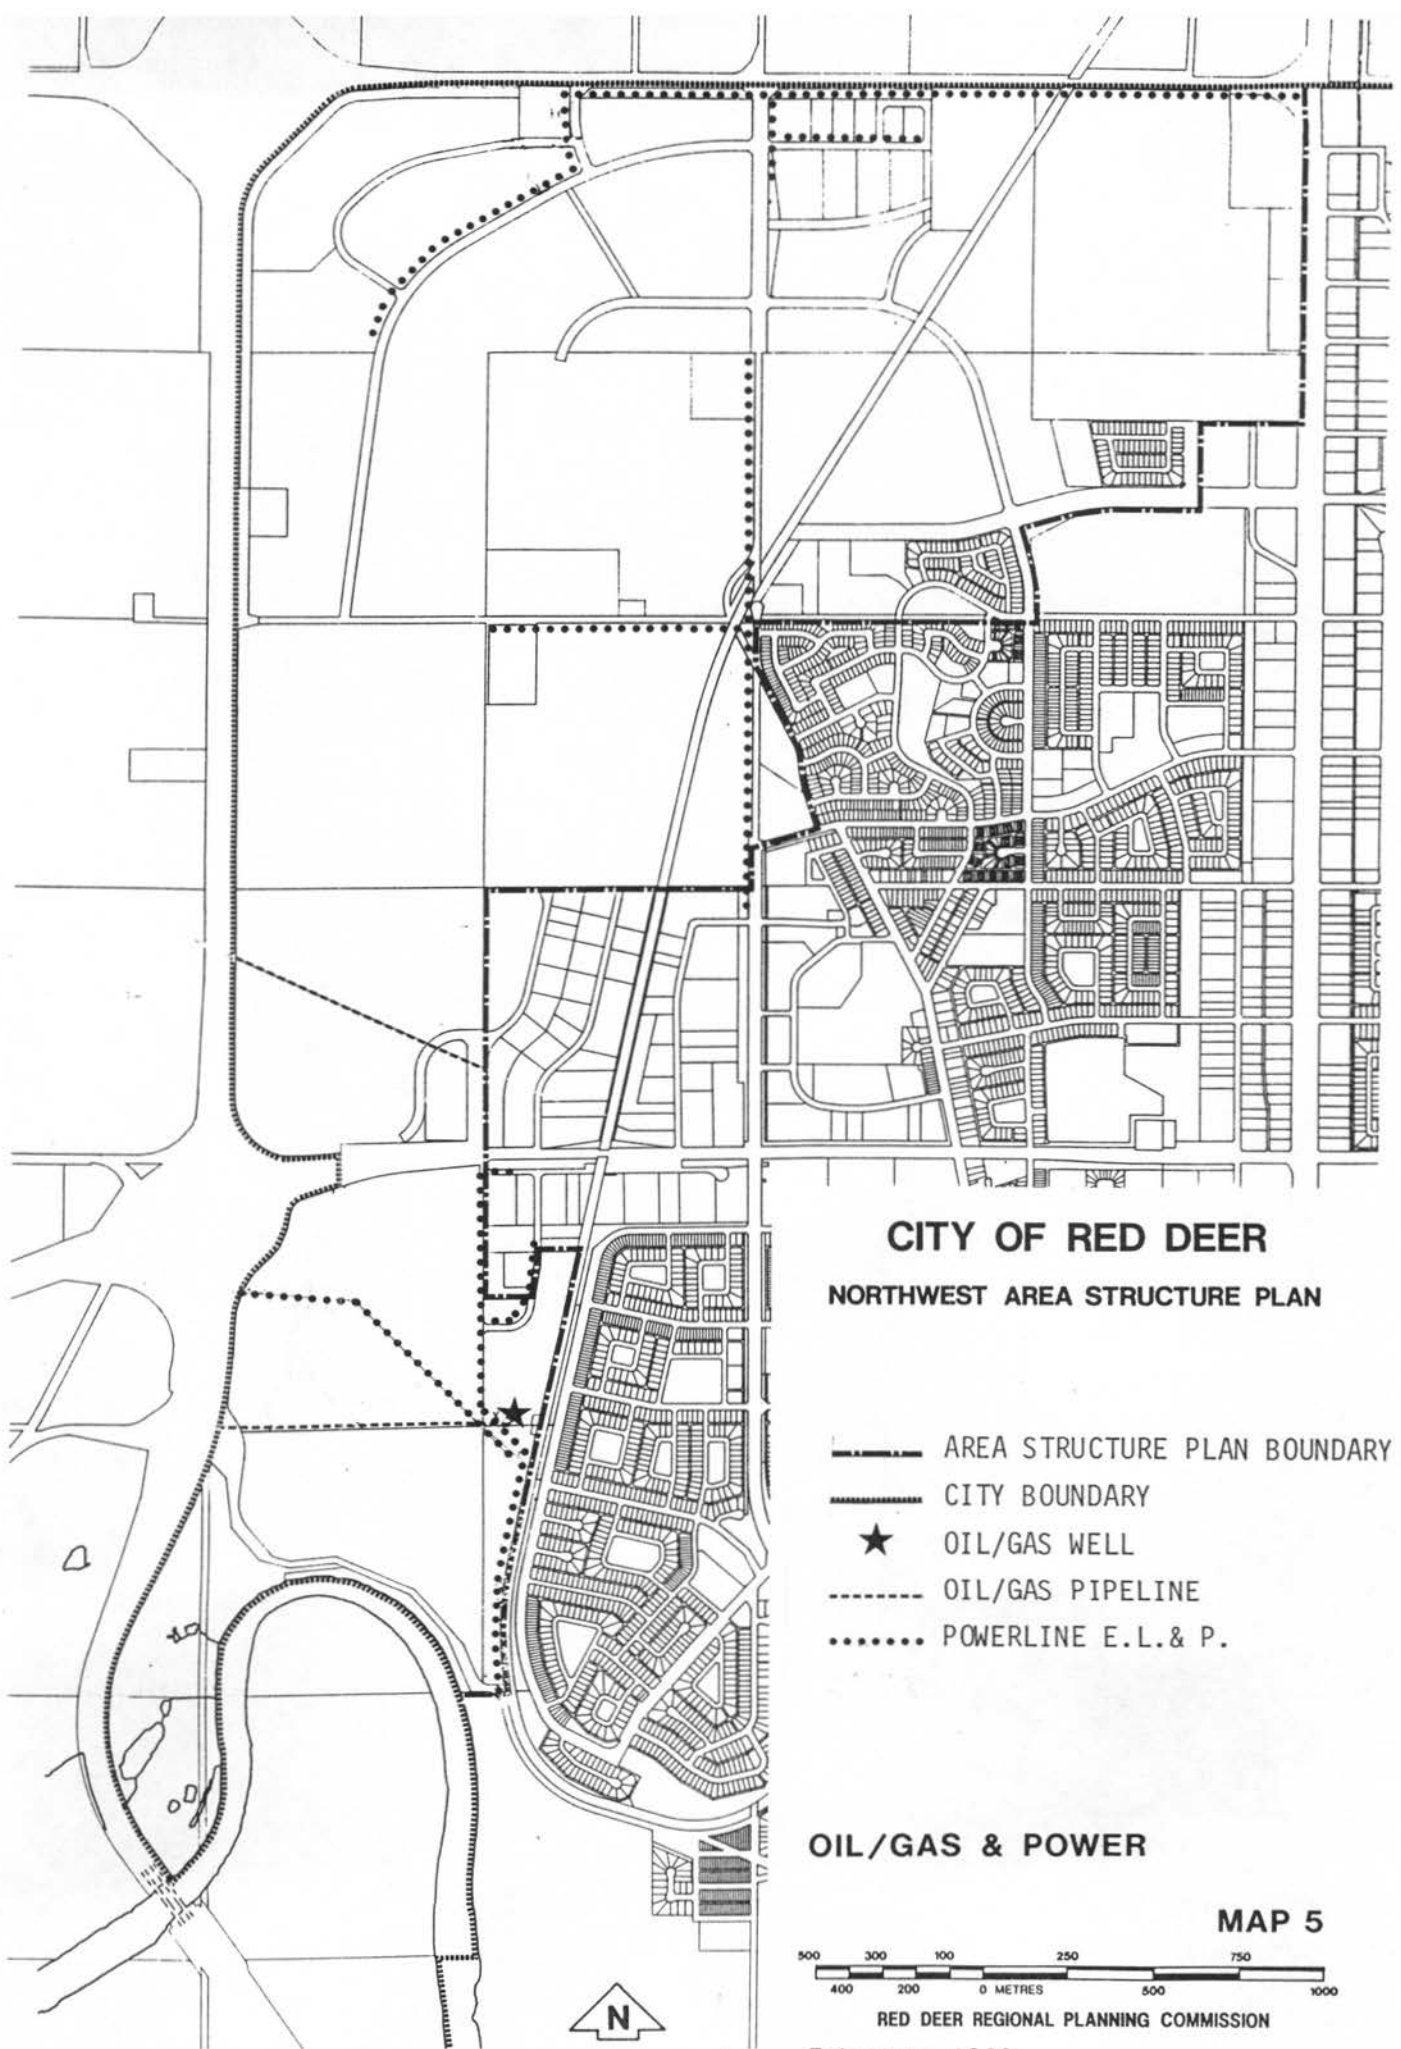 CITY OF RED DEER
NORTHWEST AREA STRUCTURE PLAN
AREA STRUCTURE PLAN BOUNDARY
CITY BOUNDARY
OIL/GAS WELL
OIL/GAS PIPELINE
POWERLINE E.L.& P.
OIL/GAS & POWER
MAP 5
500 300 100 250 750
400 200 0 METRES 500 1000
RED DEER REGIONAL PLANNING COMMISSION
N